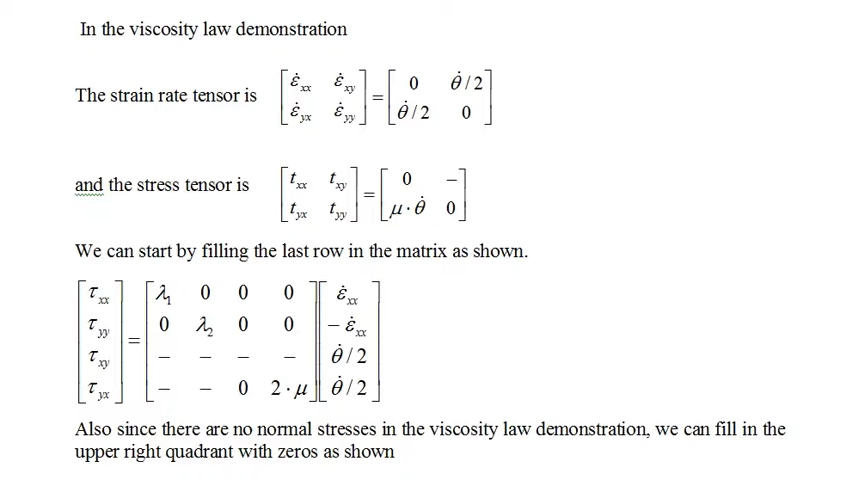 In the viscosity law demonstration
The strain rate tensor is [ε̇xx ε̇xy; ε̇yx ε̇yy] = [0 θ̇/2; θ̇/2 0]
and the stress tensor is [txx txy; tyx tyy] = [0 –; μ·θ̇ 0]
We can start by filling the last row in the matrix as shown.
[τxx; τyy; τxy; τyx] = [λ1 0 0 0; 0 λ2 0 0; – – – –; – – 0 2·μ] [ε̇xx; –ε̇xx; θ̇/2; θ̇/2]
Also since there are no normal stresses in the viscosity law demonstration, we can fill in the
upper right quadrant with zeros as shown